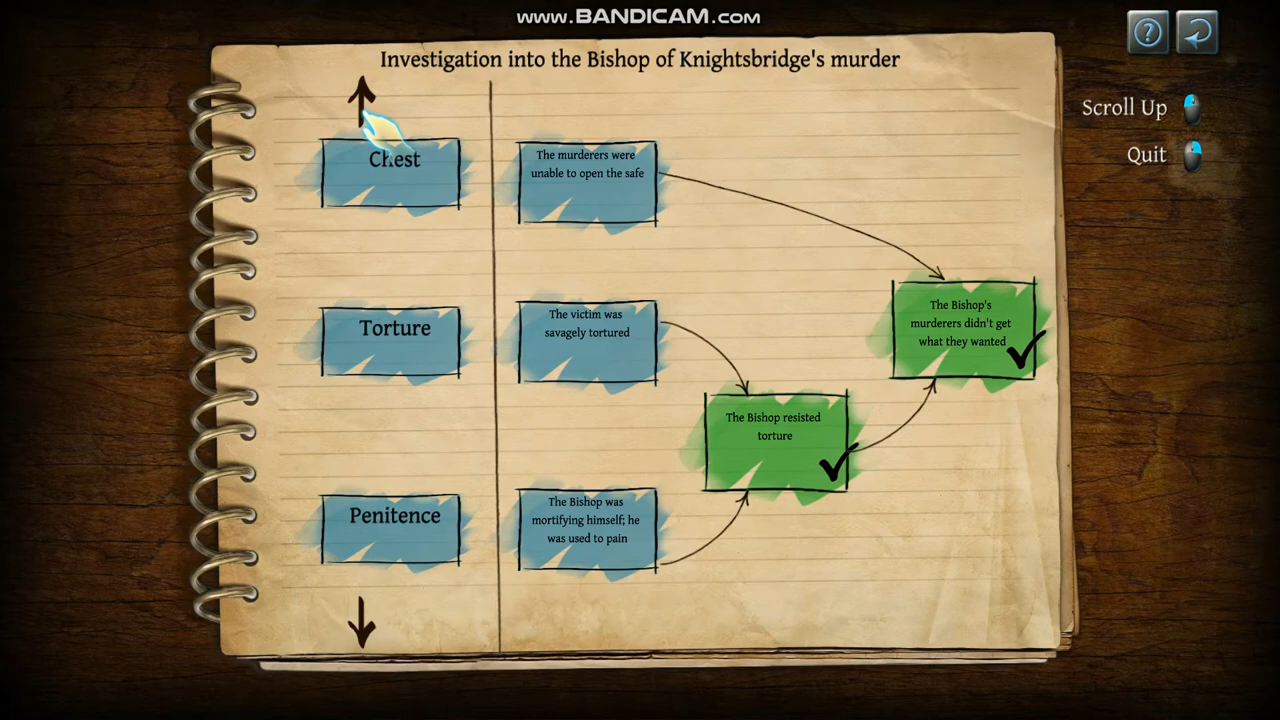 www.BANDICAM.com
Investigation into the Bishop of Knightsbridge's murder
Scroll Up
Quit
Chest
The murderers were
unable to open the safe
Torture
The victim was
savagely tortured
The Bishop's
murderers didn't get
what they wanted
The Bishop resisted
torture
Penitence
The Bishop was
mortifying himself; he
was used to pain